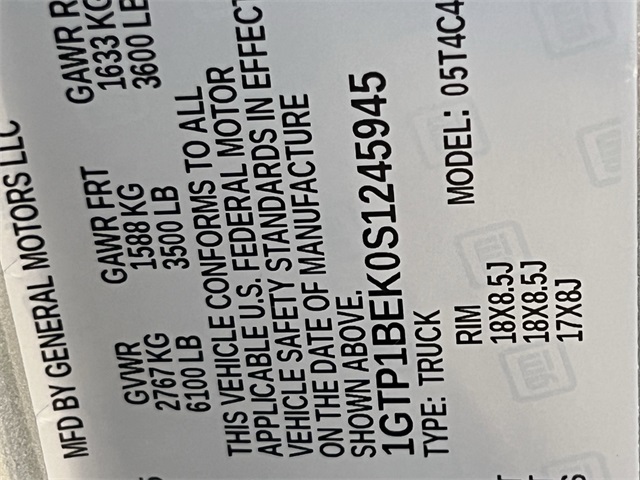 MFD BY GENERAL MOTORS LLC
GVWR GAWR FRT GAWR R
2767 KG 1588 KG 1633 KG
6100 LB 3500 LB 3600 LB
THIS VEHICLE CONFORMS TO ALL
APPLICABLE U.S. FEDERAL MOTOR
VEHICLE SAFETY STANDARDS IN EFFECT
ON THE DATE OF MANUFACTURE
SHOWN ABOVE.
1GTP1BEK0S1245945
TYPE: TRUCK MODEL: 05T4C4
RIM
18X8.5J
18X8.5J
17X8J